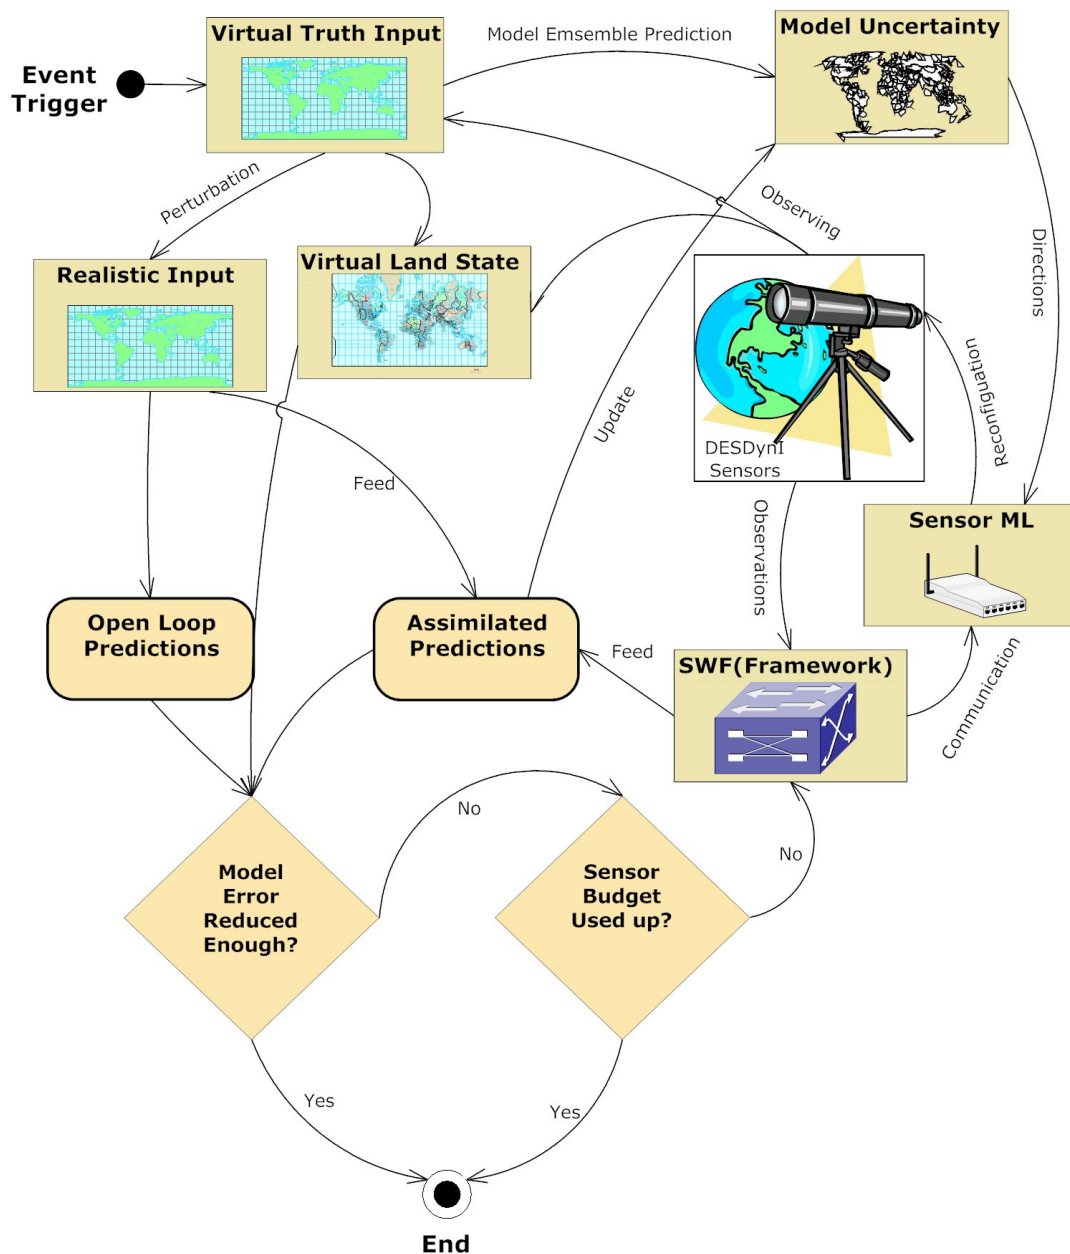 Virtual Truth Input
Model Emsemble Prediction
Model Uncertainty
Event
Trigger
Perturbation
Observing
Directions
Realistic Input
Virtual Land State
Update
Reconfiguation
DESDynI
Sensors
Feed
Observations
Sensor ML
Open Loop
Predictions
Assimilated
Predictions
Feed
SWF(Framework)
Communication
No
No
Model
Error
Reduced
Enough?
Sensor
Budget
Used up?
Yes
Yes
End